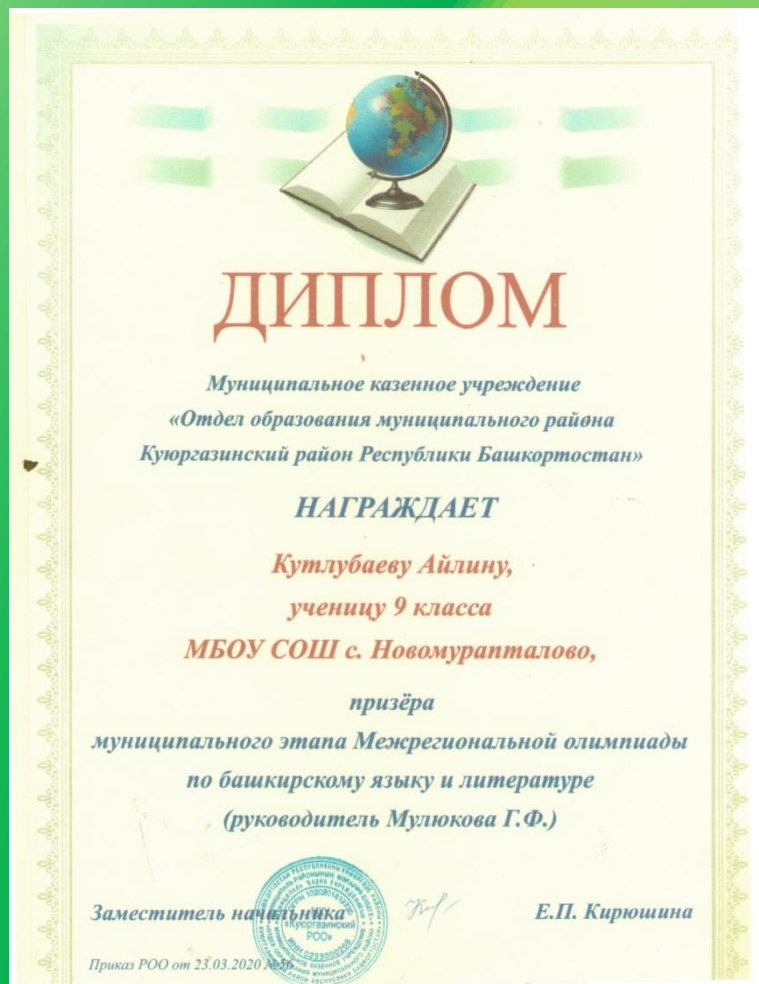 ДИПЛОМ
Муниципальное казенное учреждение
«Отдел образования муниципального района
Куюргазинский район Республики Башкортостан»
НАГРАЖДАЕТ
Кутлубаеву Айлину,
ученицу 9 класса
МБОУ СОШ с. Новомурапталово,
призёра
муниципального этапа Межрегиональной олимпиады
по башкирскому языку и литературе
(руководитель Мулюкова Г.Ф.)
Заместитель начальника Е.П. Кирюшина
«Куюргазинский
РОО»
Приказ РОО от 23.03.2020 №56